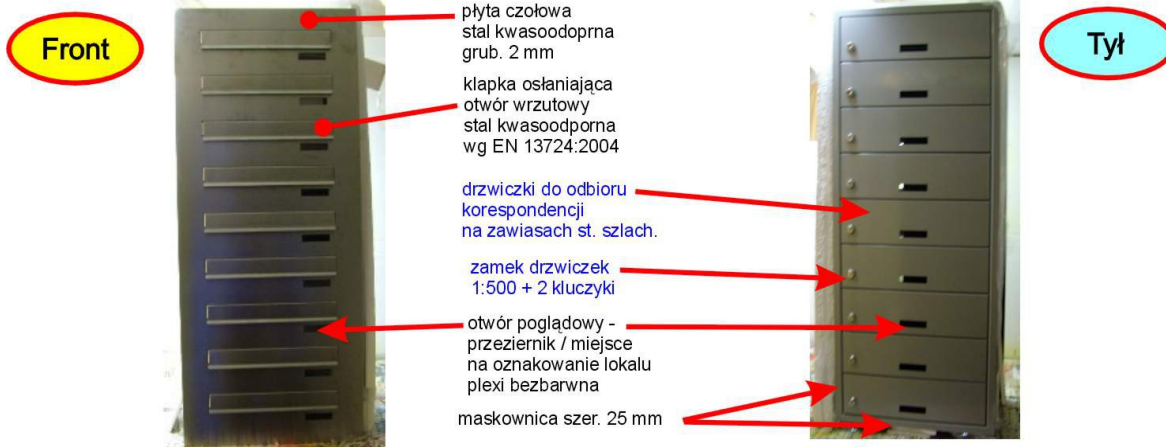 Front
płyta czołowa
stal kwasoodoprna
grub. 2 mm
klapka osłaniająca
otwór wrzutowy
stal kwasoodporna
wg EN 13724:2004
drzwiczki do odbioru
korespondencji
na zawiasach st. szlach.
zamek drzwiczek
1:500 + 2 kluczyki
otwór poglądowy -
przeziernik / miejsce
na oznakowanie lokalu
plexi bezbarwna
maskownica szer. 25 mm
Tył